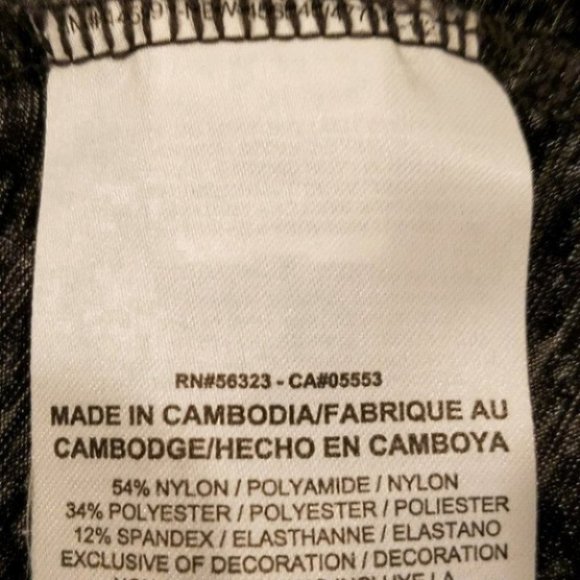 RN#56323 - CA#05553
MADE IN CAMBODIA/FABRIQUE AU
CAMBODGE/HECHO EN CAMBOYA
54% NYLON / POLYAMIDE / NYLON
34% POLYESTER / POLYESTER / POLIESTER
12% SPANDEX / ELASTHANNE / ELASTANO
EXCLUSIVE OF DECORATION / DECORATION